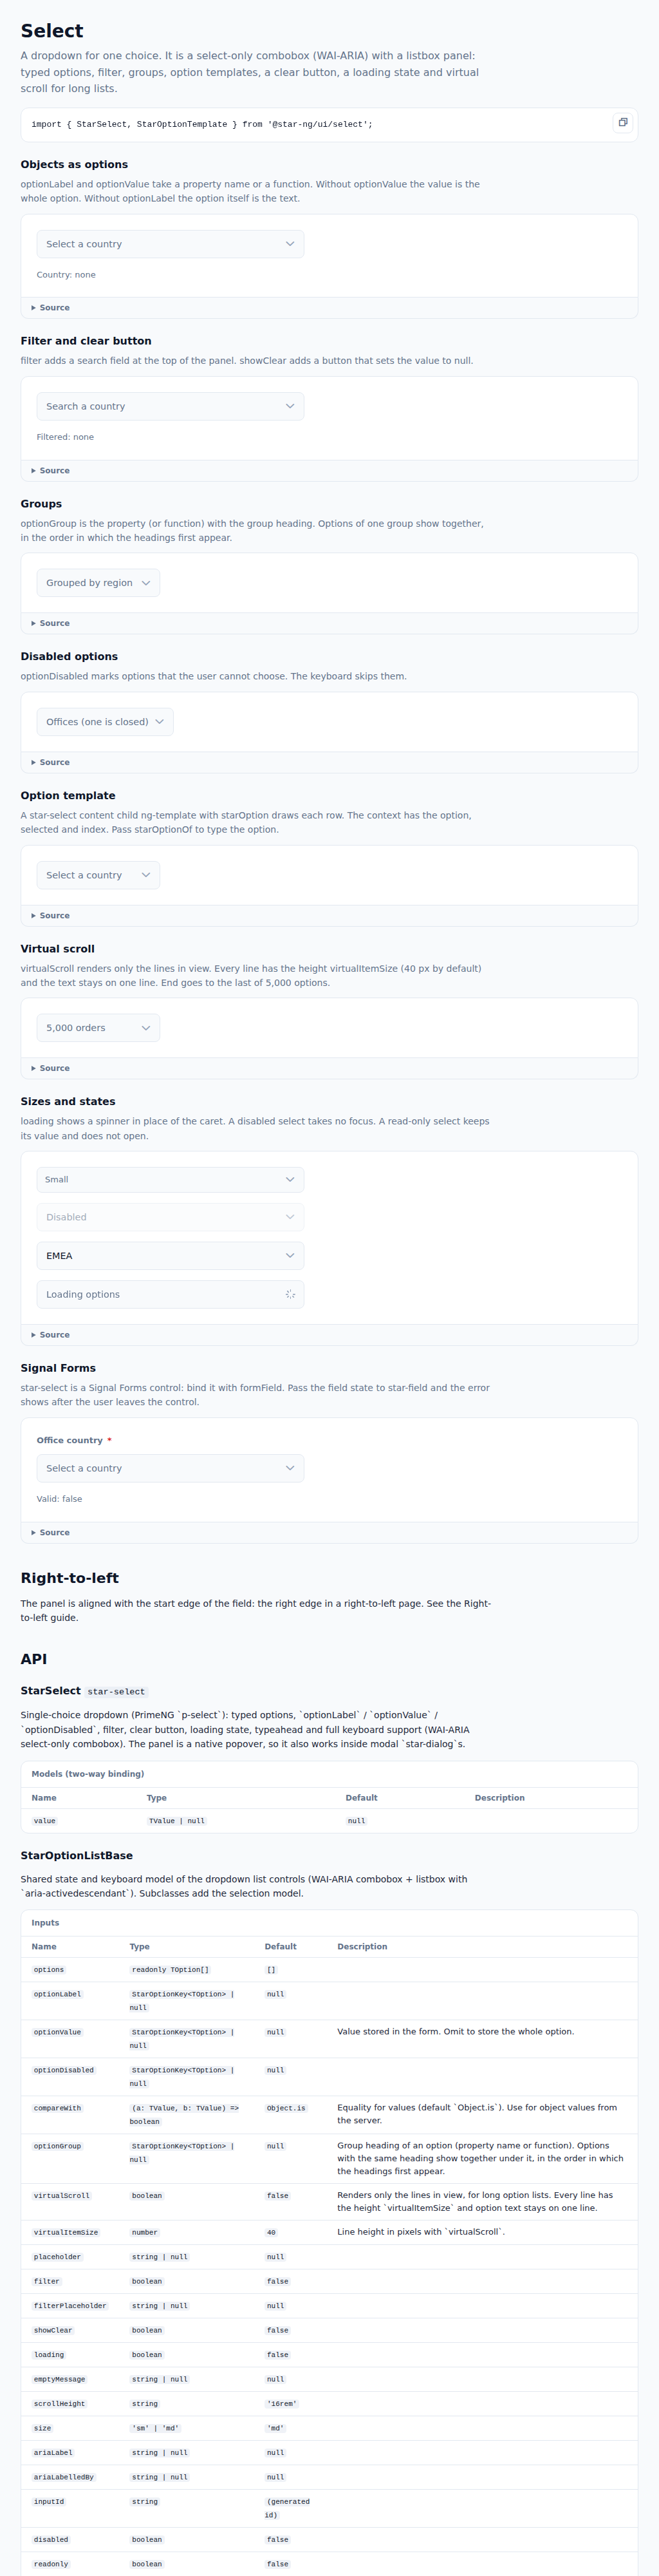 Select
A dropdown for one choice. It is a select-only combobox (WAI-ARIA) with a listbox panel:
typed options, filter, groups, option templates, a clear button, a loading state and virtual
scroll for long lists.
import { StarSelect, StarOptionTemplate } from '@star-ng/ui/select';
Objects as options
optionLabel and optionValue take a property name or a function. Without optionValue the value is the
whole option. Without optionLabel the option itself is the text.
Select a country
Country: none
Source
Filter and clear button
filter adds a search field at the top of the panel. showClear adds a button that sets the value to null.
Search a country
Filtered: none
Source
Groups
optionGroup is the property (or function) with the group heading. Options of one group show together,
in the order in which the headings first appear.
Grouped by region
Source
Disabled options
optionDisabled marks options that the user cannot choose. The keyboard skips them.
Offices (one is closed)
Source
Option template
A star-select content child ng-template with starOption draws each row. The context has the option,
selected and index. Pass starOptionOf to type the option.
Select a country
Source
Virtual scroll
virtualScroll renders only the lines in view. Every line has the height virtualItemSize (40 px by default)
and the text stays on one line. End goes to the last of 5,000 options.
5,000 orders
Source
Sizes and states
loading shows a spinner in place of the caret. A disabled select takes no focus. A read-only select keeps
its value and does not open.
Small
Disabled
EMEA
Loading options
Source
Signal Forms
star-select is a Signal Forms control: bind it with formField. Pass the field state to star-field and the error
shows after the user leaves the control.
Office country *
Select a country
Valid: false
Source
Right-to-left
The panel is aligned with the start edge of the field: the right edge in a right-to-left page. See the Right-
to-left guide.
API
StarSelect star-select
Single-choice dropdown (PrimeNG `p-select`): typed options, `optionLabel` / `optionValue` /
`optionDisabled`, filter, clear button, loading state, typeahead and full keyboard support (WAI-ARIA
select-only combobox). The panel is a native popover, so it also works inside modal `star-dialog`s.
Models (two-way binding)
Name Type Default Description
value TValue | null null
StarOptionListBase
Shared state and keyboard model of the dropdown list controls (WAI-ARIA combobox + listbox with
`aria-activedescendant`). Subclasses add the selection model.
Inputs
Name Type Default Description
options readonly TOption[] []
optionLabel StarOptionKey<TOption> | null null
optionValue StarOptionKey<TOption> | null null Value stored in the form. Omit to store the whole option.
optionDisabled StarOptionKey<TOption> | null null
compareWith (a: TValue, b: TValue) => boolean Object.is Equality for values (default `Object.is`). Use for object values from
the server.
optionGroup StarOptionKey<TOption> | null null Group heading of an option (property name or function). Options
with the same heading show together under it, in the order in which
the headings first appear.
virtualScroll boolean false Renders only the lines in view, for long option lists. Every line has
the height `virtualItemSize` and option text stays on one line.
virtualItemSize number 40 Line height in pixels with `virtualScroll`.
placeholder string | null null
filter boolean false
filterPlaceholder string | null null
showClear boolean false
loading boolean false
emptyMessage string | null null
scrollHeight string '16rem'
size 'sm' | 'md' 'md'
ariaLabel string | null null
ariaLabelledBy string | null null
inputId string (generated id)
disabled boolean false
readonly boolean false